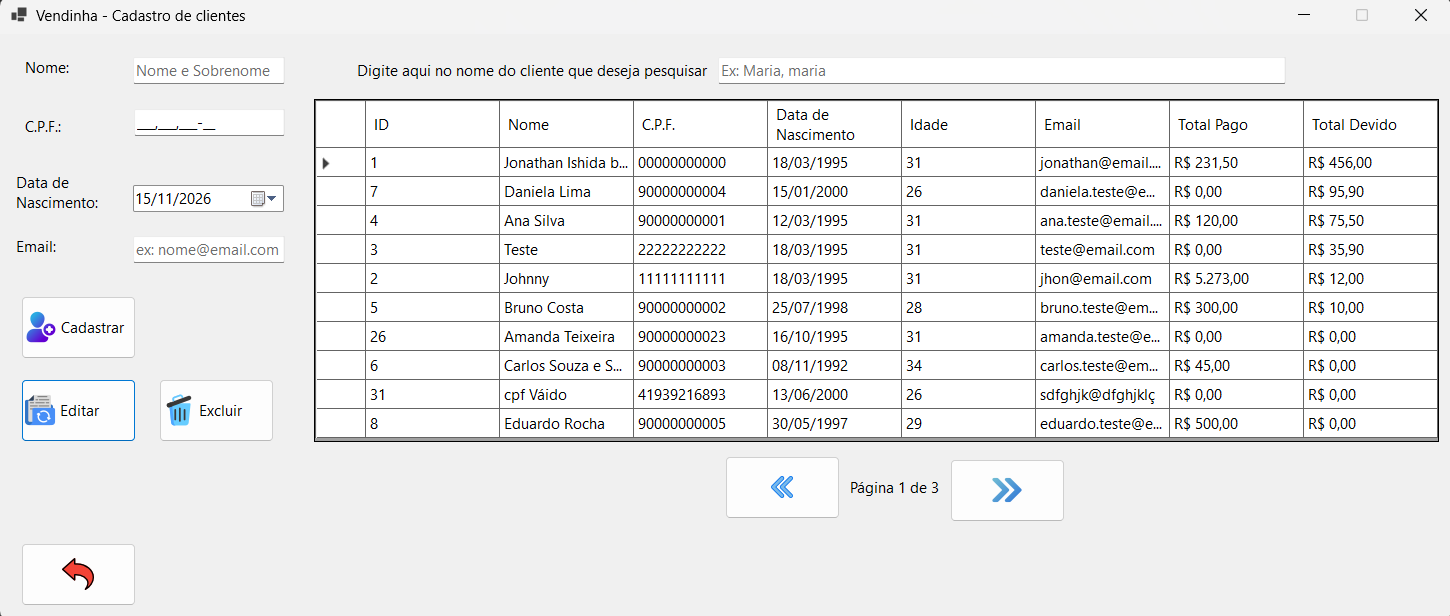 Vendinha - Cadastro de clientes
Nome: Nome e Sobrenome
Digite aqui no nome do cliente que deseja pesquisar Ex: Maria, maria
C.P.F.: ___,___,___-__
Data de
Nascimento: 15/11/2026
Email: ex: nome@email.com
Cadastrar
Editar
Excluir
ID Nome C.P.F. Data de Nascimento Idade Email Total Pago Total Devido
1 Jonathan Ishida b... 00000000000 18/03/1995 31 jonathan@email.... R$ 231,50 R$ 456,00
7 Daniela Lima 90000000004 15/01/2000 26 daniela.teste@e... R$ 0,00 R$ 95,90
4 Ana Silva 90000000001 12/03/1995 31 ana.teste@email.... R$ 120,00 R$ 75,50
3 Teste 22222222222 18/03/1995 31 teste@email.com R$ 0,00 R$ 35,90
2 Johnny 11111111111 18/03/1995 31 jhon@email.com R$ 5.273,00 R$ 12,00
5 Bruno Costa 90000000002 25/07/1998 28 bruno.teste@em... R$ 300,00 R$ 10,00
26 Amanda Teixeira 90000000023 16/10/1995 31 amanda.teste@e... R$ 0,00 R$ 0,00
6 Carlos Souza e S... 90000000003 08/11/1992 34 carlos.teste@em... R$ 45,00 R$ 0,00
31 cpf Váido 41939216893 13/06/2000 26 sdfghjk@dfghjklç R$ 0,00 R$ 0,00
8 Eduardo Rocha 90000000005 30/05/1997 29 eduardo.teste@e... R$ 500,00 R$ 0,00
Página 1 de 3